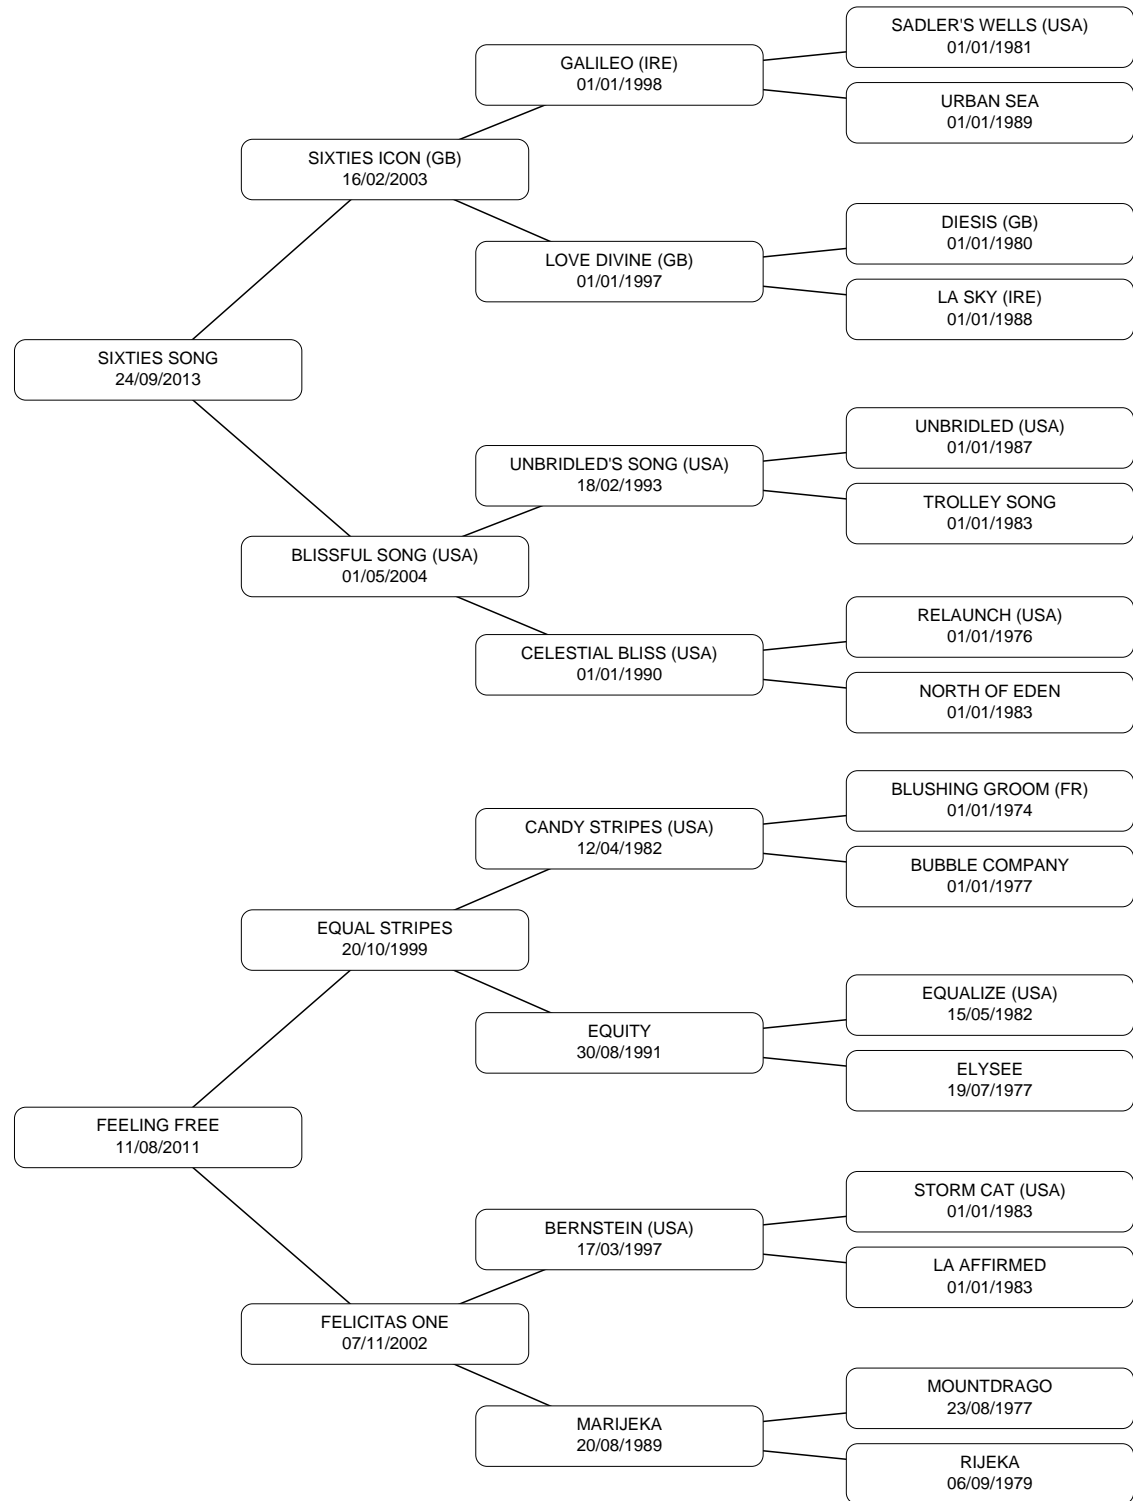 SADLER'S WELLS (USA)
01/01/1981
GALILEO (IRE)
01/01/1998
URBAN SEA
01/01/1989
SIXTIES ICON (GB)
16/02/2003
DIESIS (GB)
01/01/1980
LOVE DIVINE (GB)
01/01/1997
LA SKY (IRE)
01/01/1988
SIXTIES SONG
24/09/2013
UNBRIDLED (USA)
01/01/1987
UNBRIDLED'S SONG (USA)
18/02/1993
TROLLEY SONG
01/01/1983
BLISSFUL SONG (USA)
01/05/2004
RELAUNCH (USA)
01/01/1976
CELESTIAL BLISS (USA)
01/01/1990
NORTH OF EDEN
01/01/1983
BLUSHING GROOM (FR)
01/01/1974
CANDY STRIPES (USA)
12/04/1982
BUBBLE COMPANY
01/01/1977
EQUAL STRIPES
20/10/1999
EQUALIZE (USA)
15/05/1982
EQUITY
30/08/1991
ELYSEE
19/07/1977
FEELING FREE
11/08/2011
STORM CAT (USA)
01/01/1983
BERNSTEIN (USA)
17/03/1997
LA AFFIRMED
01/01/1983
FELICITAS ONE
07/11/2002
MOUNTDRAGO
23/08/1977
MARIJEKA
20/08/1989
RIJEKA
06/09/1979